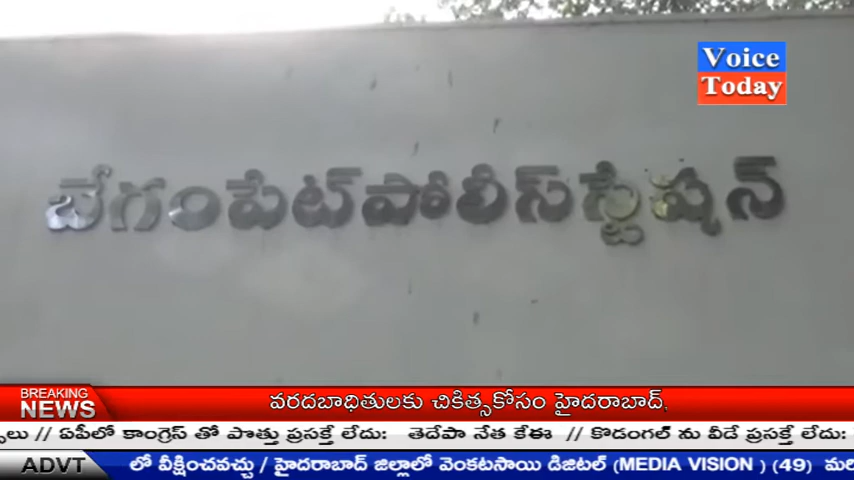 Voice
Today
బేగంపేట్ పోలీస్ స్టేషన్
BREAKING
NEWS
వరదబాధితులకు చికిత్సకోసం హైదరాబాద్,
లు // ఏపీలో కాంగ్రెస్ తో పొత్తు ప్రసక్తే లేదు: తెదేపా నేత కేఈ // కొడంగల్ ను వీడే ప్రసక్తే లేదు:
ADVT
లో వీక్షించవచ్చు / హైదరాబాద్ జిల్లాలో వెంకటసాయి డిజిటల్ (MEDIA VISION ) (49) మరి